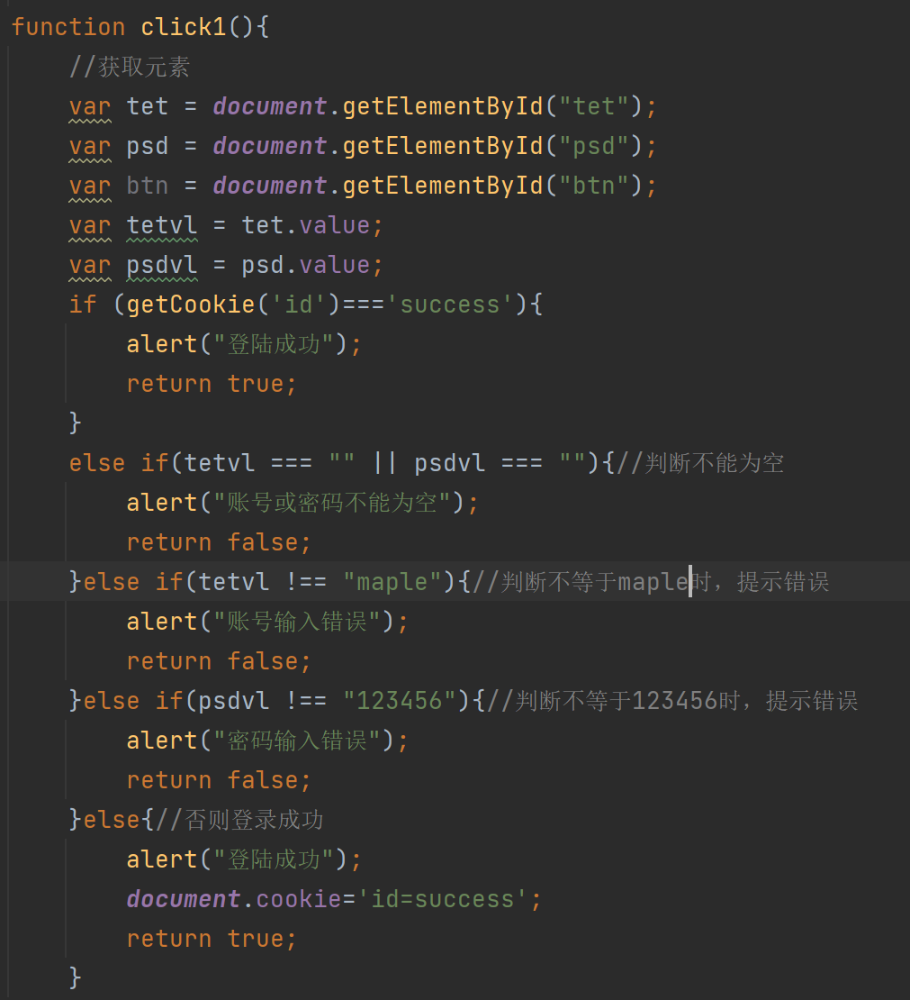 function click1(){
//获取元素
var tet = document.getElementById("tet");
var psd = document.getElementById("psd");
var btn = document.getElementById("btn");
var tetvl = tet.value;
var psdvl = psd.value;
if (getCookie('id')==='success'){
alert("登陆成功");
return true;
}
else if(tetvl === "" || psdvl === ""){//判断不能为空
alert("账号或密码不能为空");
return false;
}else if(tetvl !== "maple"){//判断不等于maple时，提示错误
alert("账号输入错误");
return false;
}else if(psdvl !== "123456"){//判断不等于123456时，提示错误
alert("密码输入错误");
return false;
}else{//否则登录成功
alert("登陆成功");
document.cookie='id=success';
return true;
}